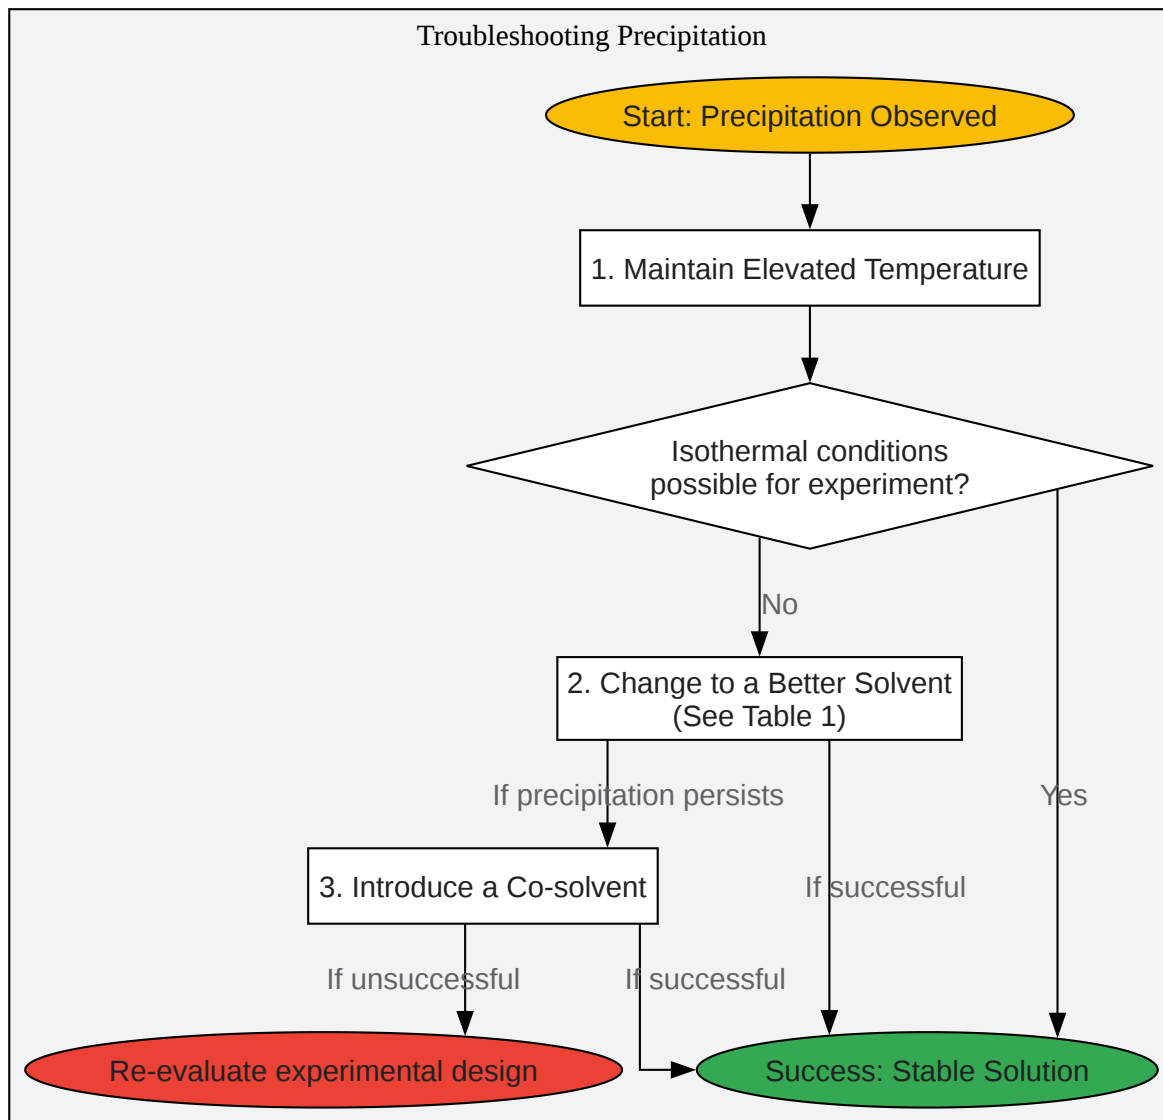 Troubleshooting Precipitation
Start: Precipitation Observed
1. Maintain Elevated Temperature
Isothermal conditions
possible for experiment?
No
2. Change to a Better Solvent
(See Table 1)
If precipitation persists
Yes
3. Introduce a Co-solvent
If successful
If unsuccessful
If successful
Re-evaluate experimental design
Success: Stable Solution